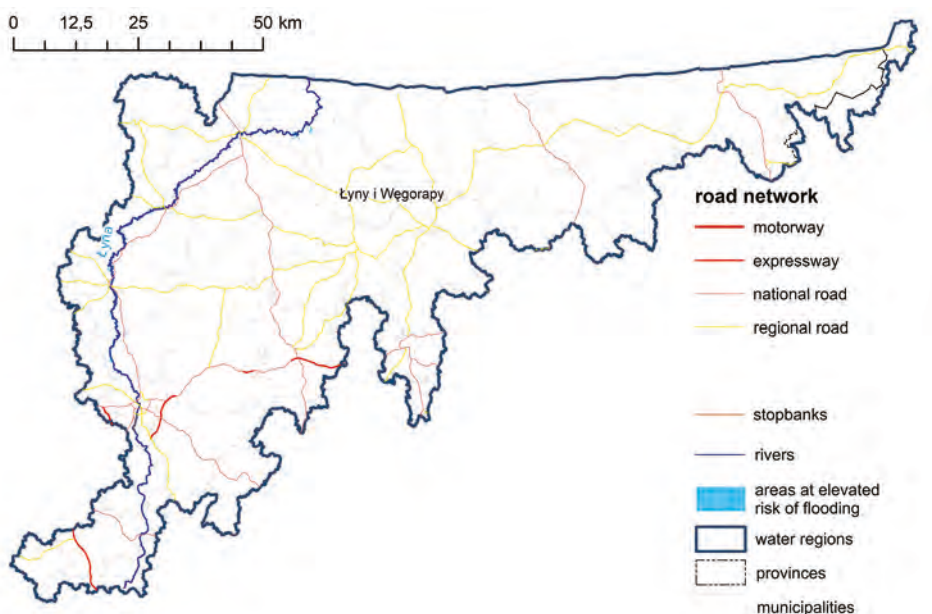 0 12,5 25 50 km
Łyny i Węgorapy
Łyna
road network
motorway
expressway
national road
regional road
stopbanks
rivers
areas at elevated
risk of flooding
water regions
provinces
municipalities